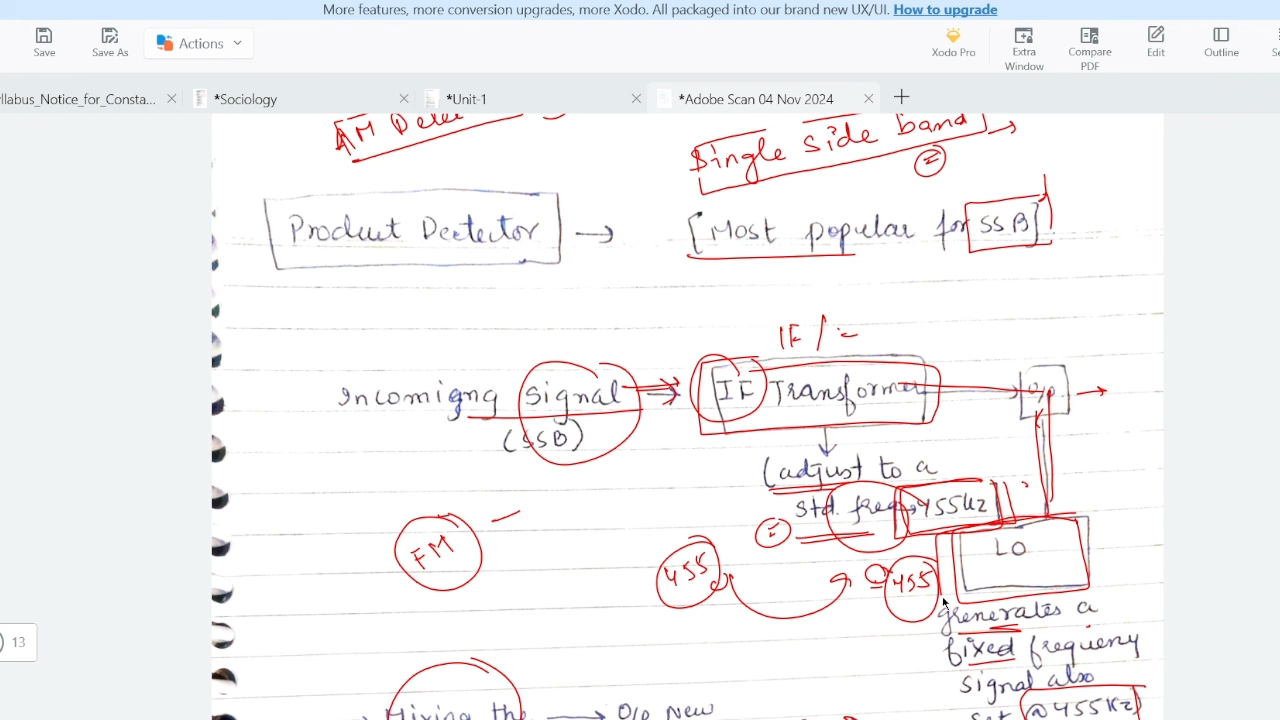 More features, more conversion upgrades, more Xodo. All packaged into our brand new UX/UI. How to upgrade
Save
Save As
Actions
Xodo Pro
Extra Window
Compare PDF
Edit
Outline
llabus_Notice_for_Consta...
*Sociology
*Unit-1
*Adobe Scan 04 Nov 2024
AM
Single side band
Product Dectector → [Most popular for SSB]
IF /
Incomigng signal ⇒ IF Transformer → O/p →
(SSB)
(adjust to a
std. freq → 455Kz
FM
LO
455
455
generates a
fixed frequeny
signal also
set @455Kz)
13
Mixing the → O/p New